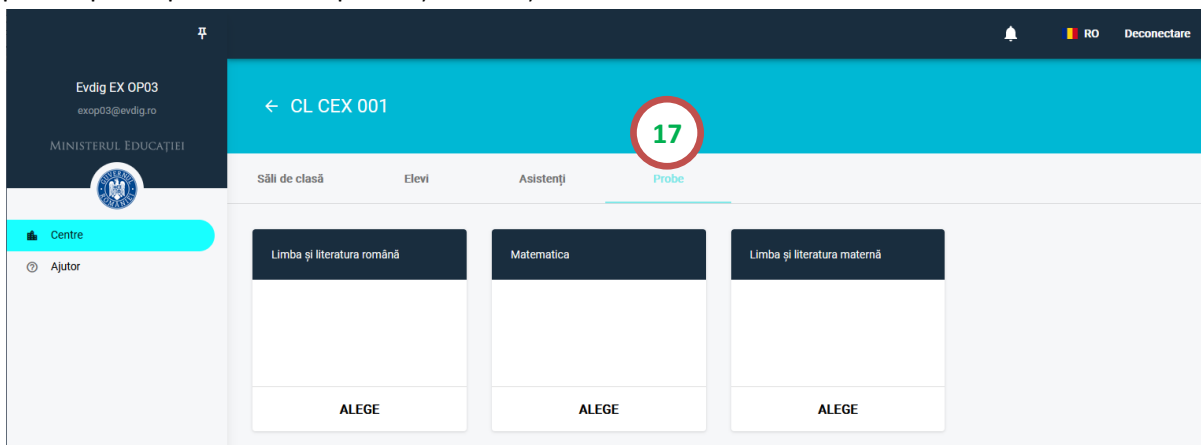 RO Deconectare
Evdig EX OP03
exop03@evdig.ro
MINISTERUL EDUCAȚIEI
Centre
Ajutor
← CL CEX 001
17
Săli de clasă Elevi Asistenți Probe
Limba și literatura română Matematica Limba și literatura maternă
ALEGE ALEGE ALEGE